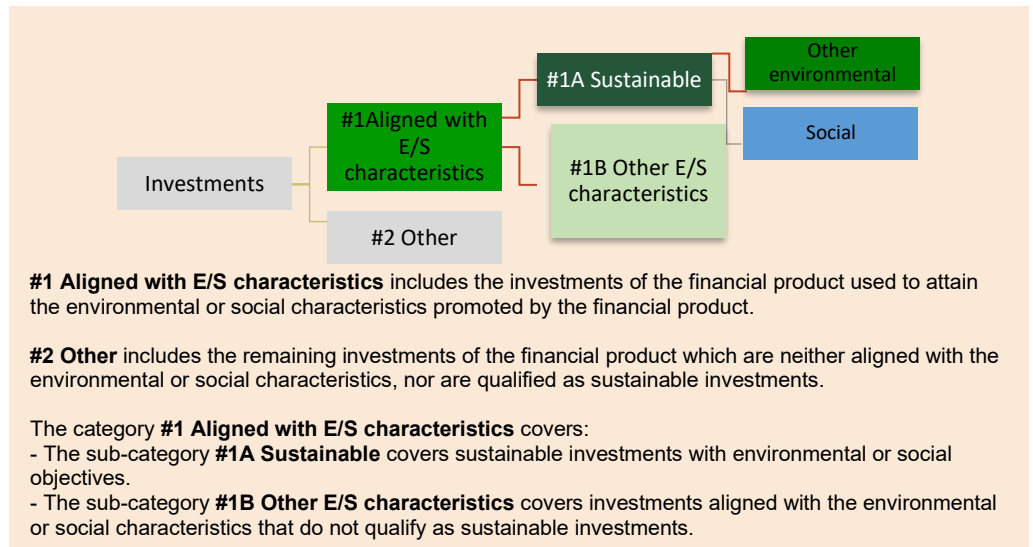 Other
environmental
#1A Sustainable
#1Aligned with
E/S
characteristics
Social
#1B Other E/S
characteristics
Investments
#2 Other
#1 Aligned with E/S characteristics includes the investments of the financial product used to attain
the environmental or social characteristics promoted by the financial product.
#2 Other includes the remaining investments of the financial product which are neither aligned with the
environmental or social characteristics, nor are qualified as sustainable investments.
The category #1 Aligned with E/S characteristics covers:
- The sub-category #1A Sustainable covers sustainable investments with environmental or social
objectives.
- The sub-category #1B Other E/S characteristics covers investments aligned with the environmental
or social characteristics that do not qualify as sustainable investments.